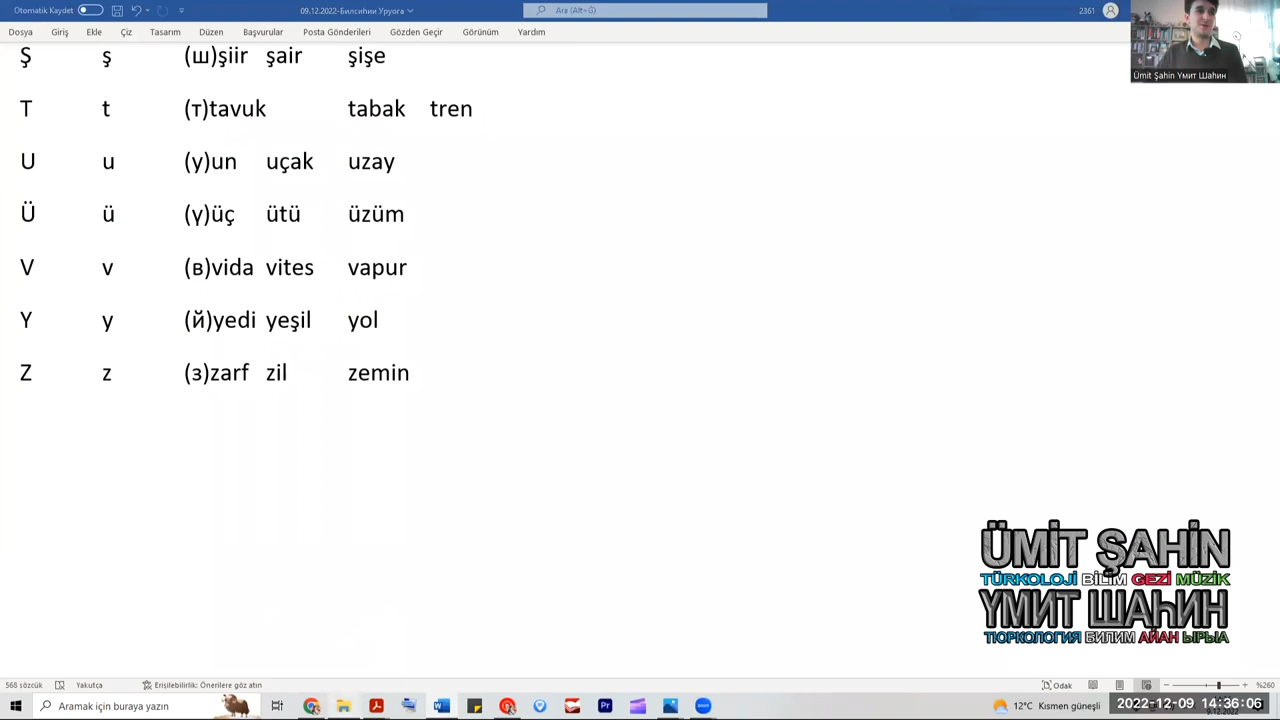 Otomatik Kaydet 09.12.2022-Билсиһии Уруога Ara (Alt+G) 2361
Dosya Giriş Ekle Çiz Tasarım Düzen Başvurular Posta Gönderileri Gözden Geçir Görünüm Yardım
Ümit Şahin Үмит Шаһин
Ş ş (ш)şiir şair şişe
T t (т)tavuk tabak tren
U u (у)un uçak uzay
Ü ü (ү)üç ütü üzüm
V v (в)vida vites vapur
Y y (й)yedi yeşil yol
Z z (з)zarf zil zemin
ÜMİT ŞAHİN
TÜRKOLOJİ BİLİM GEZİ MÜZİK
ҮМИТ ШАҺИН
ТЮРКОЛОГИЯ БИЛИМ АЙАН ЫРЫА
568 sözcük Yakutça Erişilebilirlik: Önerilere göz atın Odak %260
Aramak için buraya yazın 12°C Kısmen güneşli 2022-12-09 14:36:06